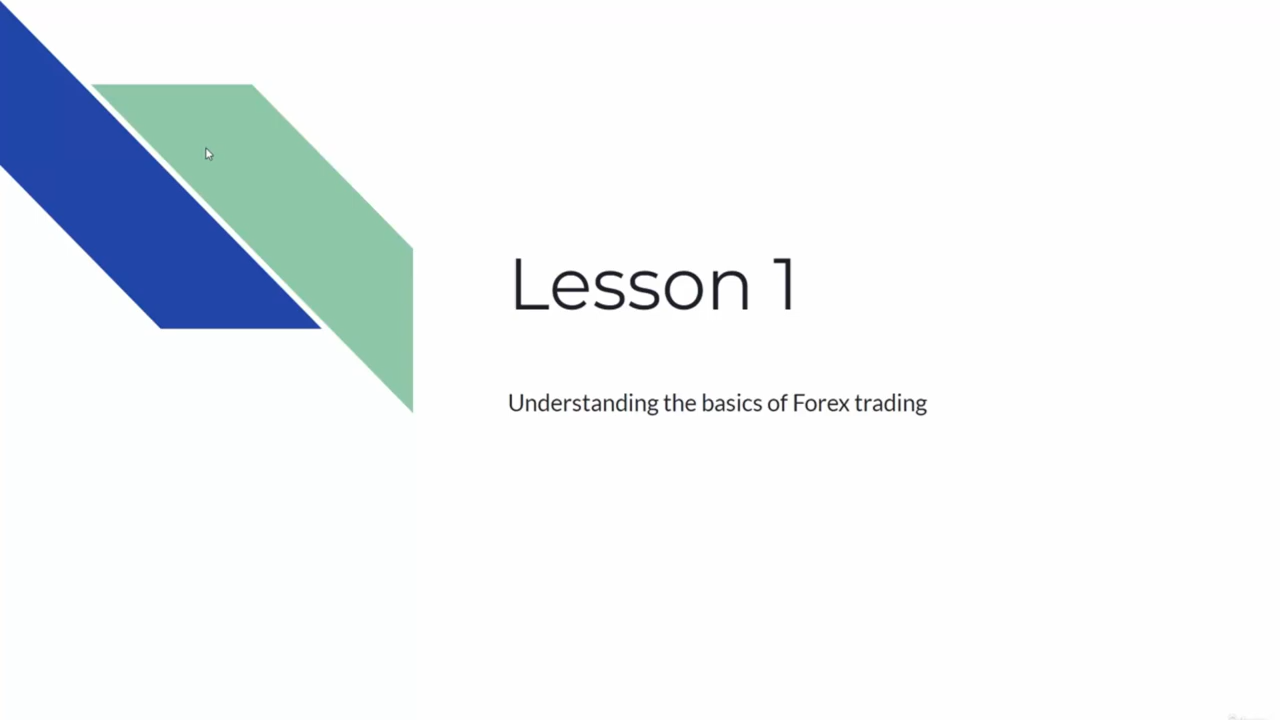 Lesson 1
Understanding the basics of Forex trading